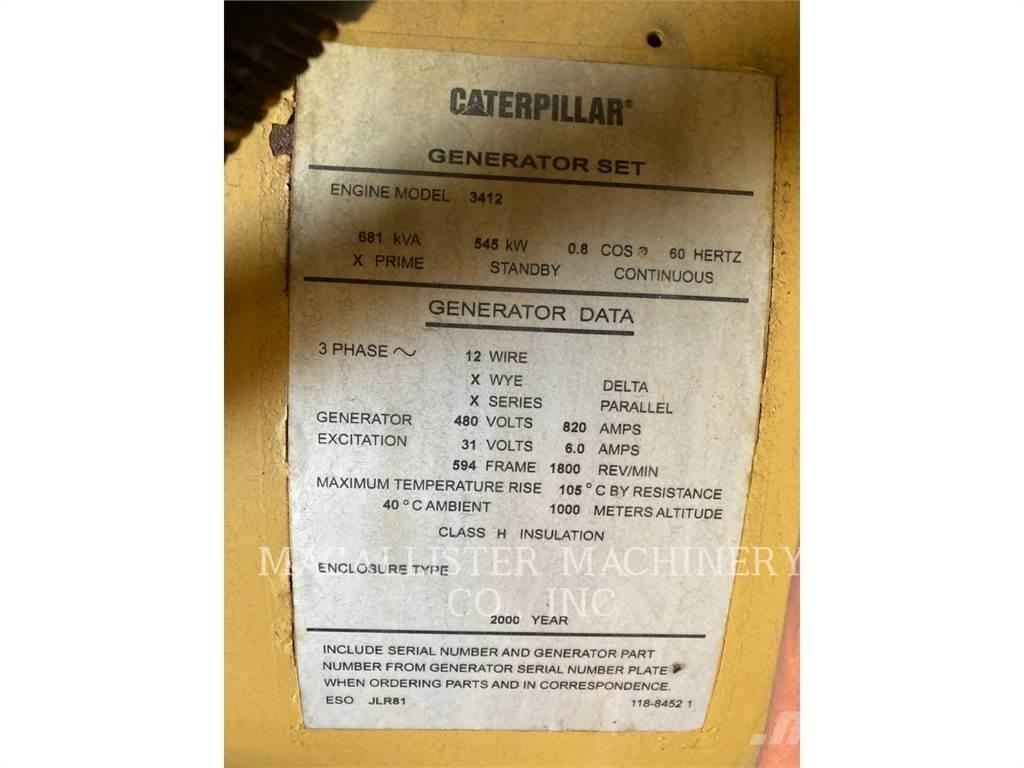 CATERPILLAR®
GENERATOR SET
ENGINE MODEL 3412
681 kVA 545 kW 0.8 COS 60 HERTZ
X PRIME STANDBY CONTINUOUS
GENERATOR DATA
3 PHASE ~ 12 WIRE
X WYE DELTA
X SERIES PARALLEL
GENERATOR 480 VOLTS 820 AMPS
EXCITATION 31 VOLTS 6.0 AMPS
594 FRAME 1800 REV/MIN
MAXIMUM TEMPERATURE RISE 105 °C BY RESISTANCE
40 °C AMBIENT 1000 METERS ALTITUDE
CLASS H INSULATION
MACALLISTER MACHINERY
ENCLOSURE TYPE
CO., INC
2000 YEAR
INCLUDE SERIAL NUMBER AND GENERATOR PART
NUMBER FROM GENERATOR SERIAL NUMBER PLATE
WHEN ORDERING PARTS AND IN CORRESPONDENCE.
ESO JLR81 118-8452 1